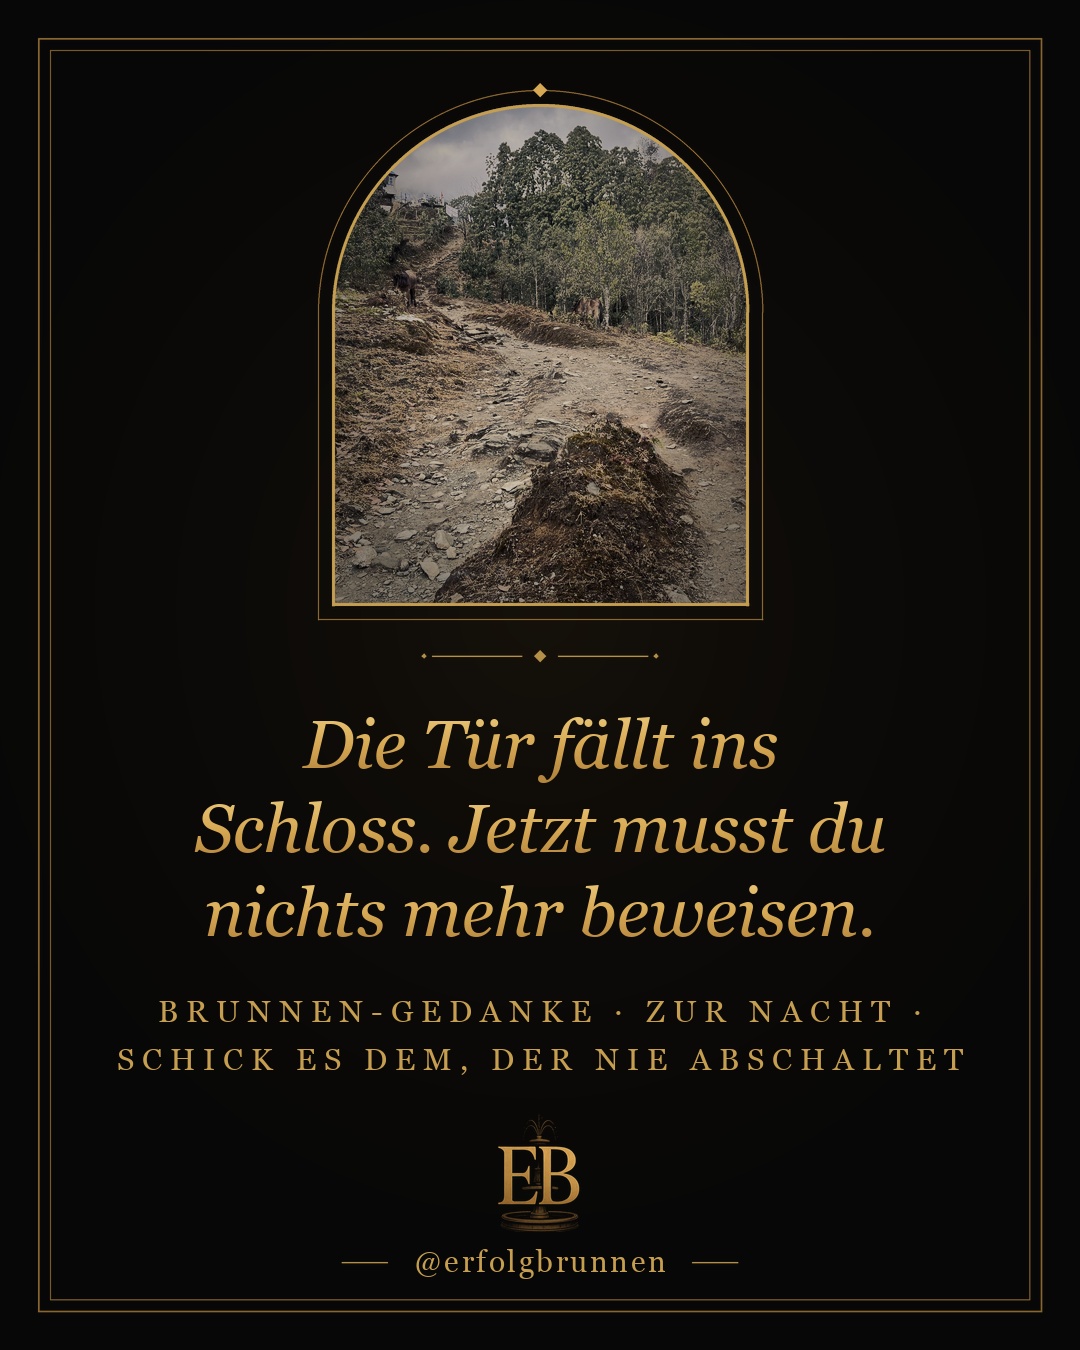 Die Tür fällt ins
Schloss. Jetzt musst du
nichts mehr beweisen.
BRUNNEN-GEDANKE · ZUR NACHT ·
SCHICK ES DEM, DER NIE ABSCHALTET
EB
@erfolgbrunnen